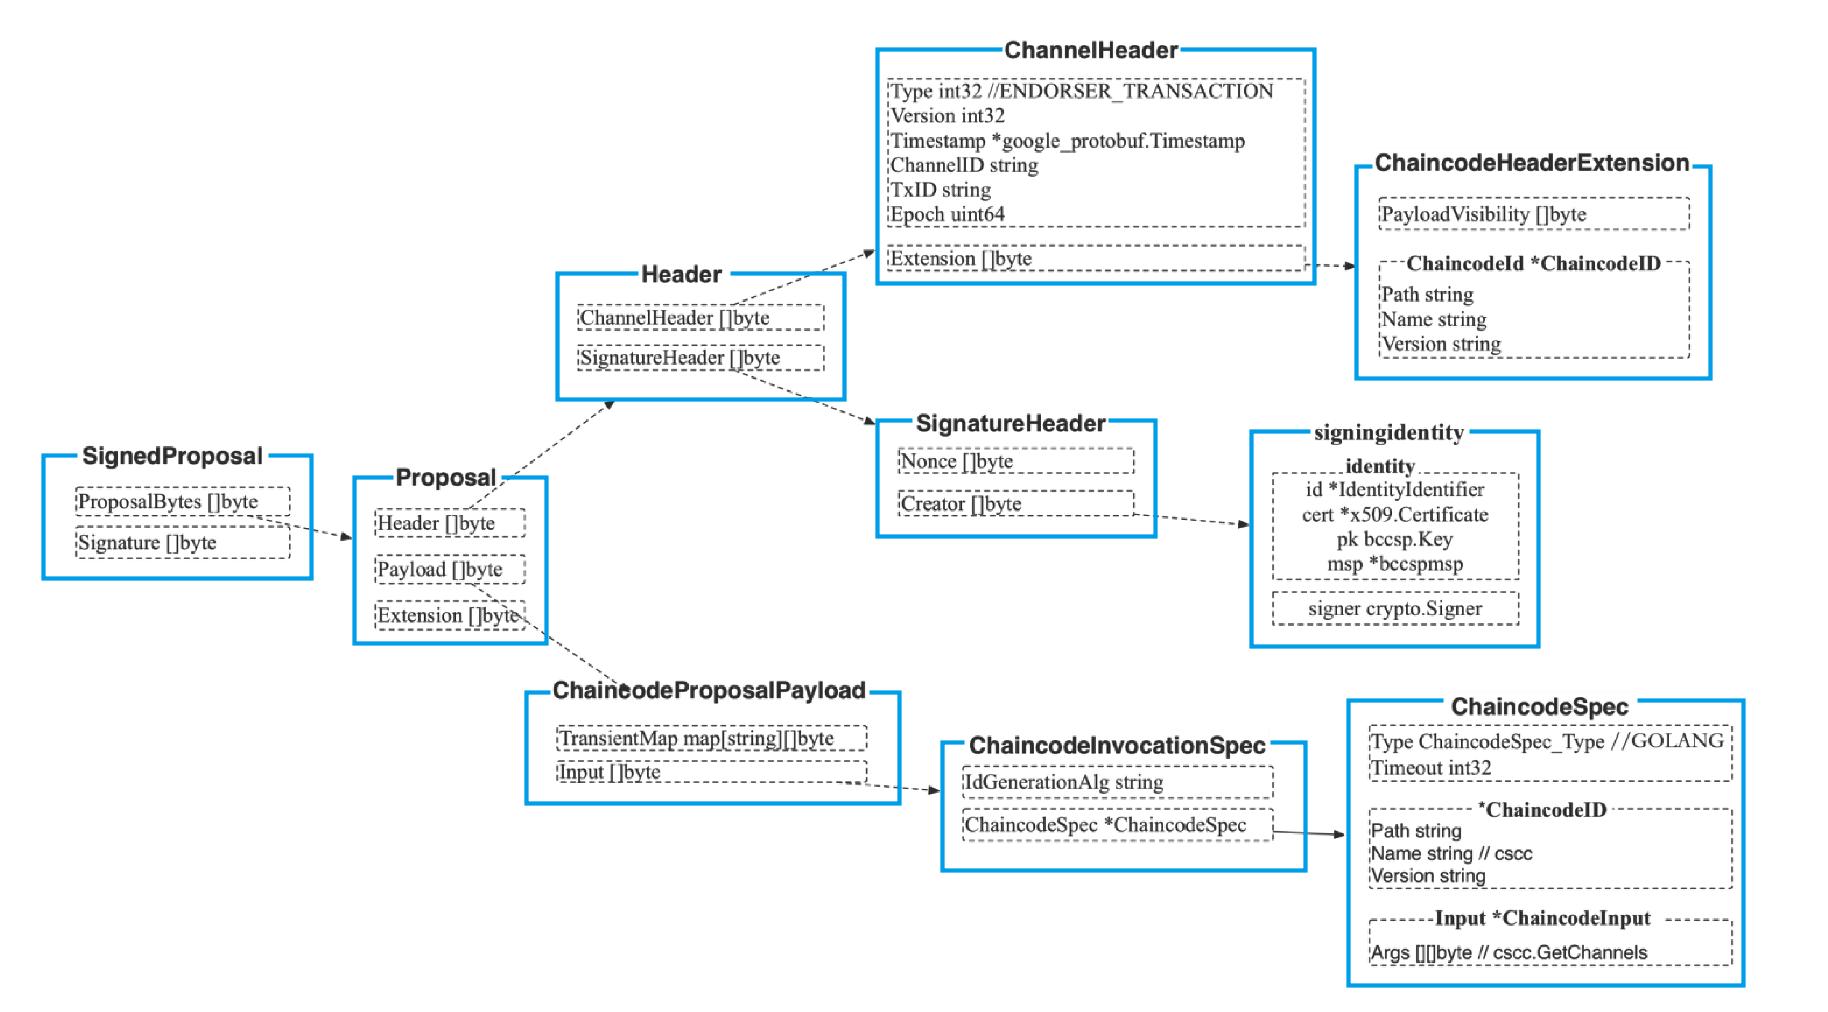 ChannelHeader
Type int32 //ENDORSER_TRANSACTION
Version int32
Timestamp *google_protobuf.Timestamp
ChannelID string
TxID string
Epoch uint64
Extension []byte
ChaincodeHeaderExtension
PayloadVisibility []byte
ChaincodeId *ChaincodeID
Path string
Name string
Version string
Header
ChannelHeader []byte
SignatureHeader []byte
SignatureHeader
Nonce []byte
Creator []byte
signingidentity
identity
id *IdentityIdentifier
cert *x509.Certificate
pk bccsp.Key
msp *bccspmsp
signer crypto.Signer
SignedProposal
ProposalBytes []byte
Signature []byte
Proposal
Header []byte
Payload []byte
Extension []byte
ChaincodeProposalPayload
TransientMap map[string][]byte
Input []byte
ChaincodeInvocationSpec
IdGenerationAlg string
ChaincodeSpec *ChaincodeSpec
ChaincodeSpec
Type ChaincodeSpec_Type //GOLANG
Timeout int32
*ChaincodeID
Path string
Name string // cscc
Version string
Input *ChaincodeInput
Args [][]byte // cscc.GetChannels